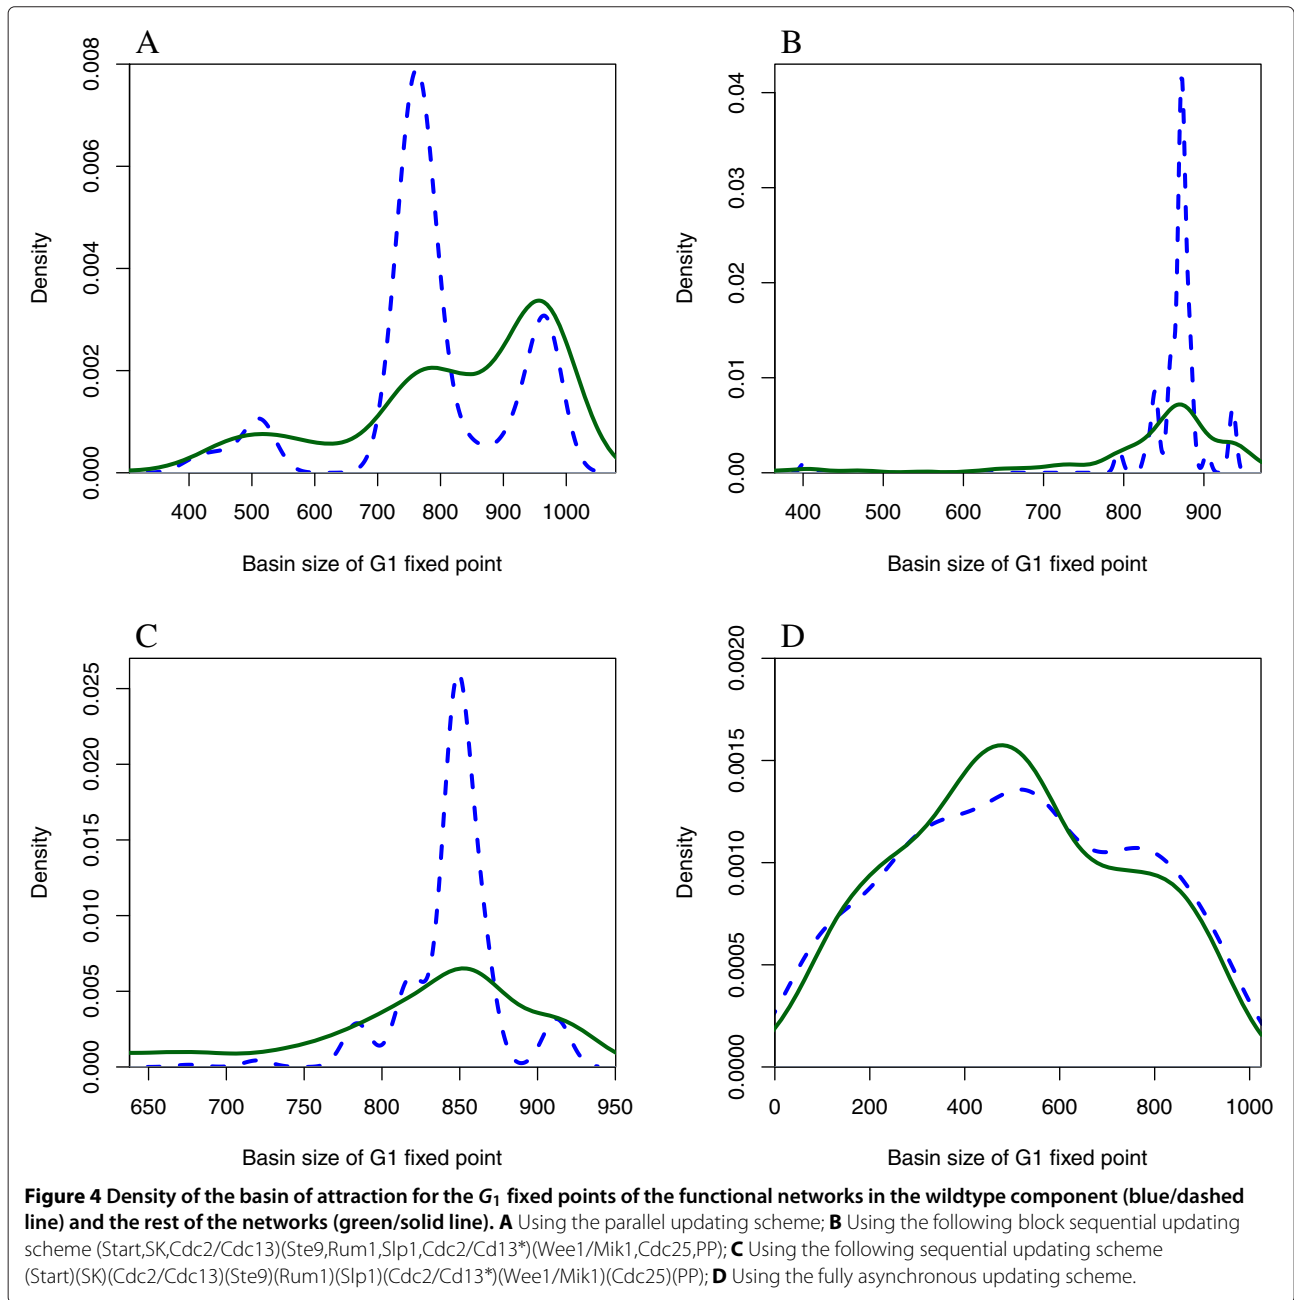 A
0.008
0.006
0.004
0.002
0.000
Density
400 500 600 700 800 900 1000
Basin size of G1 fixed point
B
0.04
0.03
0.02
0.01
0.00
Density
400 500 600 700 800 900
Basin size of G1 fixed point
C
0.025
0.020
0.015
0.010
0.005
0.000
Density
650 700 750 800 850 900 950
Basin size of G1 fixed point
D
0.0020
0.0015
0.0010
0.0005
0.0000
Density
0 200 400 600 800 1000
Basin size of G1 fixed point
Figure 4 Density of the basin of attraction for the G₁ fixed points of the functional networks in the wildtype component (blue/dashed
line) and the rest of the networks (green/solid line). A Using the parallel updating scheme; B Using the following block sequential updating
scheme (Start,SK,Cdc2/Cdc13)(Ste9,Rum1,Slp1,Cdc2/Cd13*)(Wee1/Mik1,Cdc25,PP); C Using the following sequential updating scheme
(Start)(SK)(Cdc2/Cdc13)(Ste9)(Rum1)(Slp1)(Cdc2/Cd13*)(Wee1/Mik1)(Cdc25)(PP); D Using the fully asynchronous updating scheme.